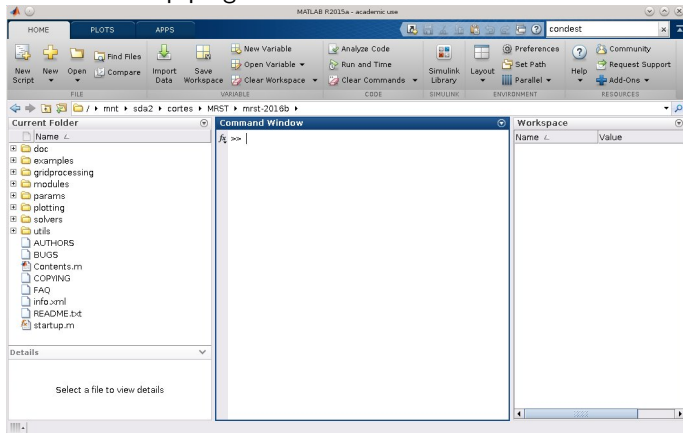 MATLAB R2015a - academic use
HOME PLOTS APPS condest
New Script
New
Open
Find Files
Compare
Import Data
Save Workspace
New Variable
Open Variable
Clear Workspace
Analyze Code
Run and Time
Clear Commands
Simulink Library
Layout
Preferences
Set Path
Parallel
Help
Community
Request Support
Add-Ons
FILE VARIABLE CODE SIMULINK ENVIRONMENT RESOURCES
/ mnt sda2 cortes MRST mrst-2016b
Current Folder
Name
doc
examples
gridprocessing
modules
params
plotting
solvers
utils
AUTHORS
BUGS
Contents.m
COPYING
FAQ
info.xml
README.txt
startup.m
Details
Select a file to view details
Command Window
fx >>
Workspace
Name Value